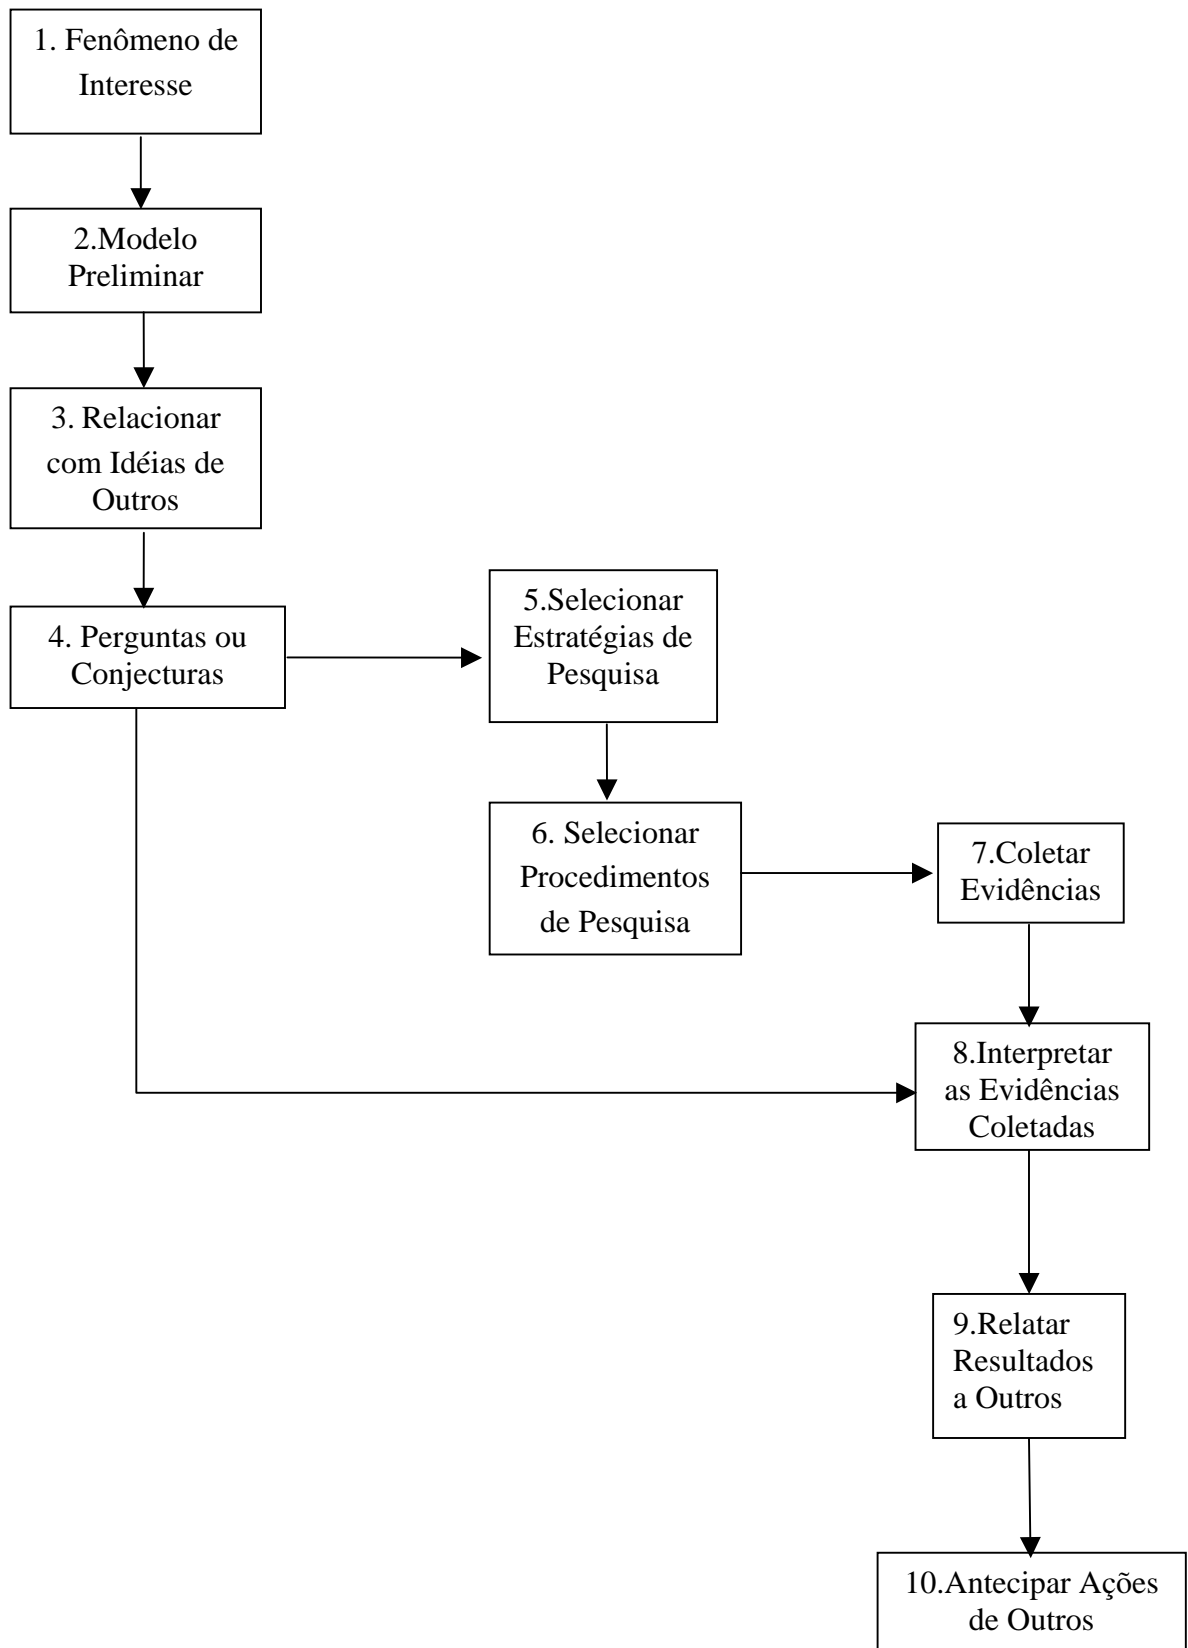 1. Fenômeno de
Interesse
2.Modelo
Preliminar
3. Relacionar
com Idéias de
Outros
4. Perguntas ou
Conjecturas
5.Selecionar
Estratégias de
Pesquisa
6. Selecionar
Procedimentos
de Pesquisa
7.Coletar
Evidências
8.Interpretar
as Evidências
Coletadas
9.Relatar
Resultados
a Outros
10.Antecipar Ações
de Outros